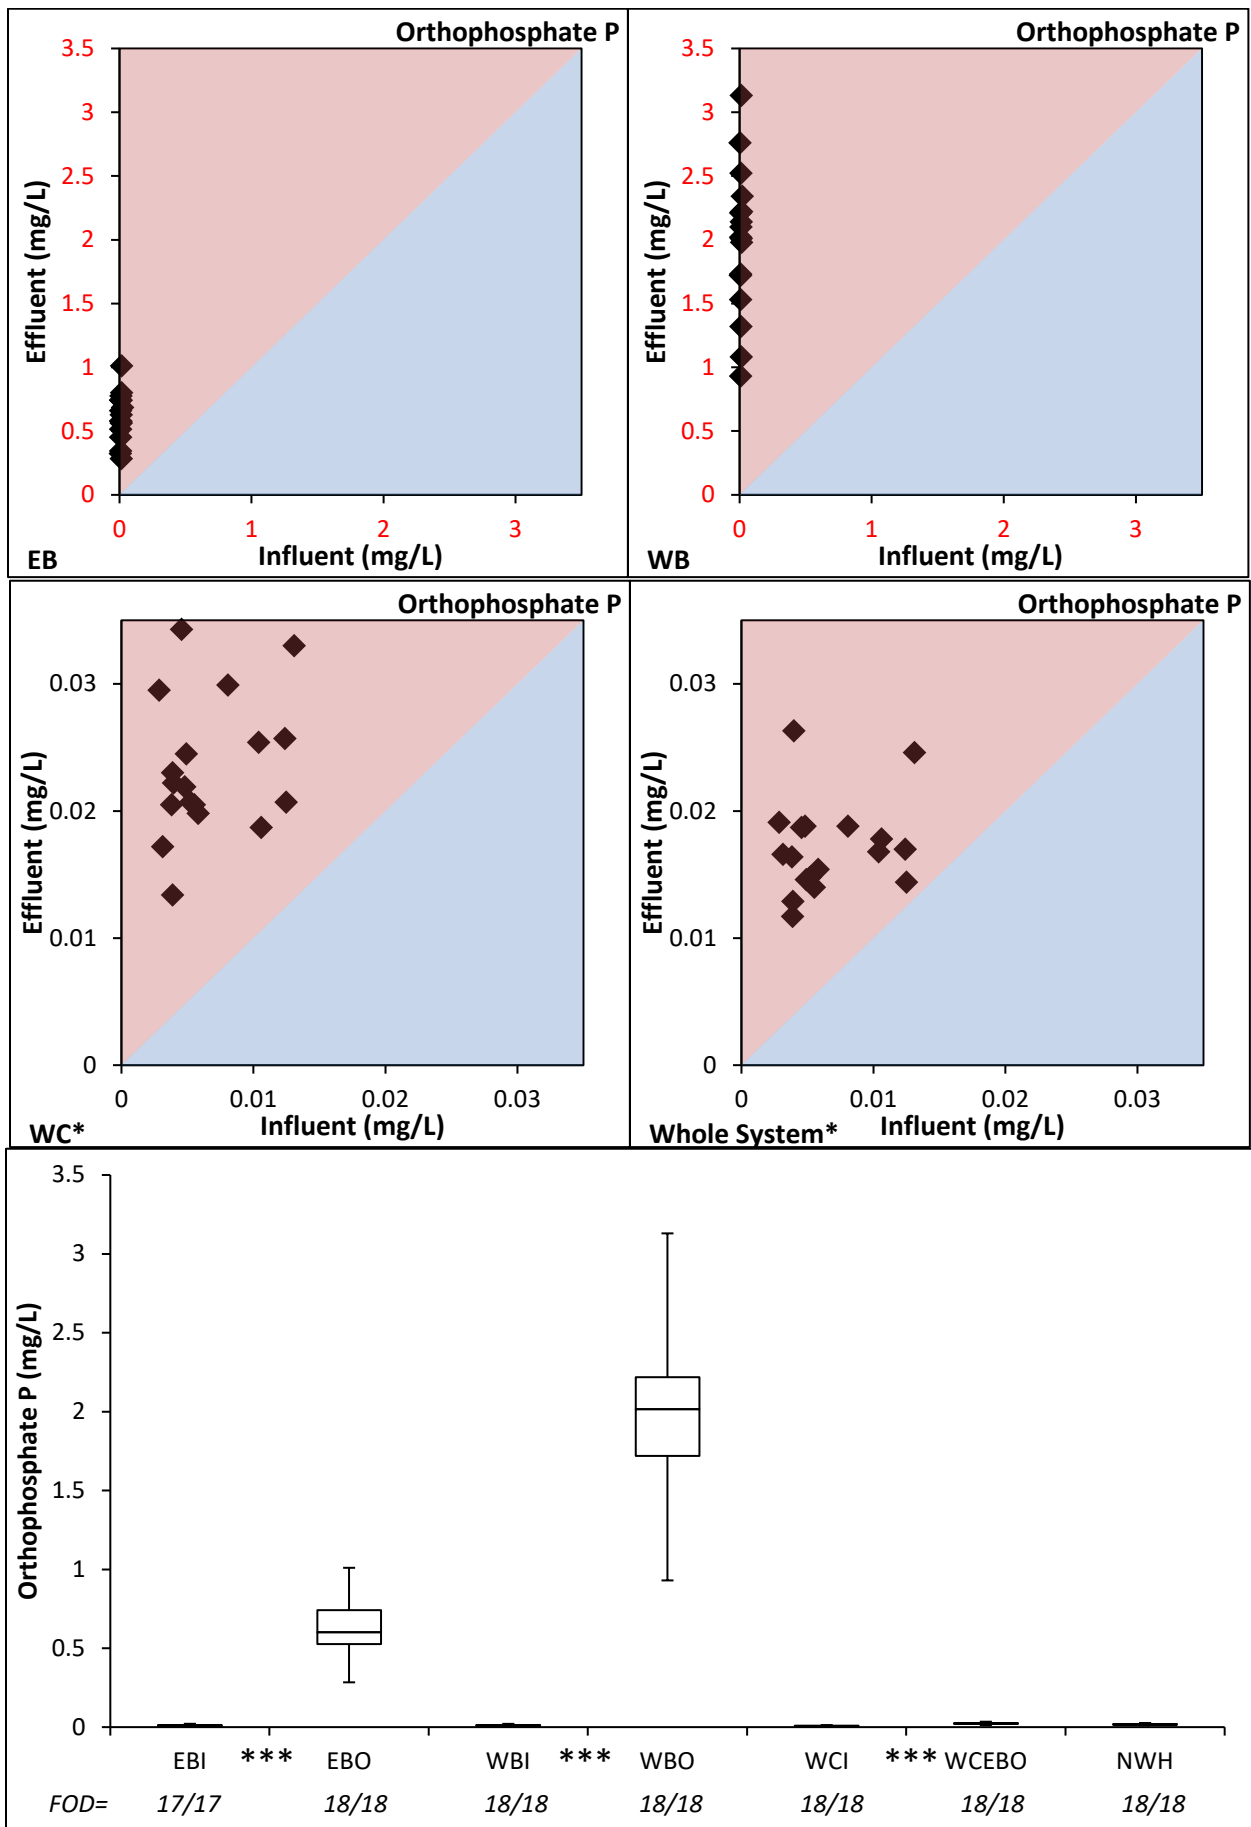 Orthophosphate P
3.5
3
2.5
2
1.5
1
0.5
0
Effluent (mg/L)
0 1 2 3
Influent (mg/L)
EB
Orthophosphate P
3.5
3
2.5
2
1.5
1
0.5
0
Effluent (mg/L)
0 1 2 3
Influent (mg/L)
WB
Orthophosphate P
0.03
0.02
0.01
0
Effluent (mg/L)
0 0.01 0.02 0.03
Influent (mg/L)
WC*
Orthophosphate P
0.03
0.02
0.01
0
Effluent (mg/L)
0 0.01 0.02 0.03
Influent (mg/L)
Whole System*
3.5
3
2.5
2
1.5
1
0.5
0
Orthophosphate P (mg/L)
EBI *** EBO WBI *** WBO WCI *** WCEBO NWH
FOD= 17/17 18/18 18/18 18/18 18/18 18/18 18/18